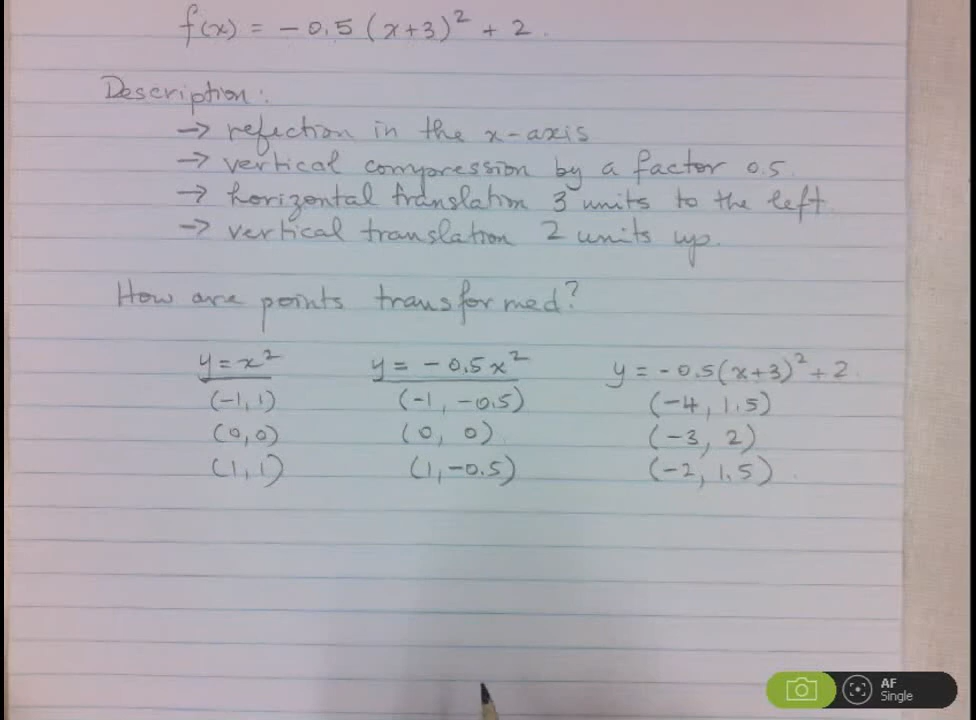 f(x) = -0.5 (x+3)² + 2.
Description:
→ refection in the x-axis
→ vertical compression by a factor 0.5.
→ horizontal translation 3 units to the left.
→ vertical translation 2 units up.
How are points transformed?
y = x² y = -0.5x² y = -0.5(x+3)² + 2.
(-1, 1) (-1, -0.5) (-4, 1.5)
(0, 0) (0, 0) (-3, 2)
(1, 1) (1, -0.5) (-2, 1.5)
AF
Single